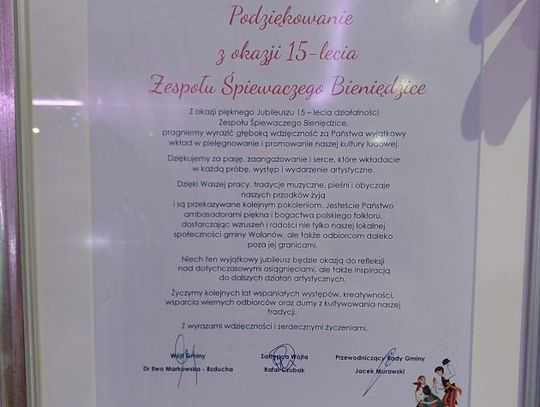 Podziękowanie
z okazji 15-lecia
Zespołu Śpiewaczego Bieniędzice
Z okazji pięknego Jubileuszu 15 – lecia działalności
Zespołu Śpiewaczego Bieniędzice,
pragniemy wyrazić głęboką wdzięczność za Państwa wyjątkowy
wkład w pielęgnowanie i promowanie naszej kultury ludowej.
Dziękujemy za pasję, zaangażowanie i serce, które wkładacie
w każdą próbę, występ i wydarzenie artystyczne.
Dzięki Waszej pracy, tradycje muzyczne, pieśni i obyczaje
naszych przodków żyją
i są przekazywane kolejnym pokoleniom. Jesteście Państwo
ambasadorami piękna i bogactwa polskiego folkloru,
dostarczając wzruszeń i radości nie tylko naszej lokalnej
społeczności gminy Wolanów, ale także odbiorcom daleko
poza jej granicami.
Niech ten wyjątkowy jubileusz będzie okazją do refleksji
nad dotychczasowymi osiągnięciami, ale także inspiracją
do dalszych działań artystycznych.
Życzymy kolejnych lat wspaniałych występów, kreatywności,
wsparcia wiernych odbiorców oraz dumy z kultywowania naszej
tradycji.
Z wyrazami wdzięczności i serdecznymi życzeniami.
Wójt Gminy Zastępca Wójta Przewodniczący Rady Gminy
Dr Ewa Markowska - Bzducha Rafał Czubak Jacek Murawski